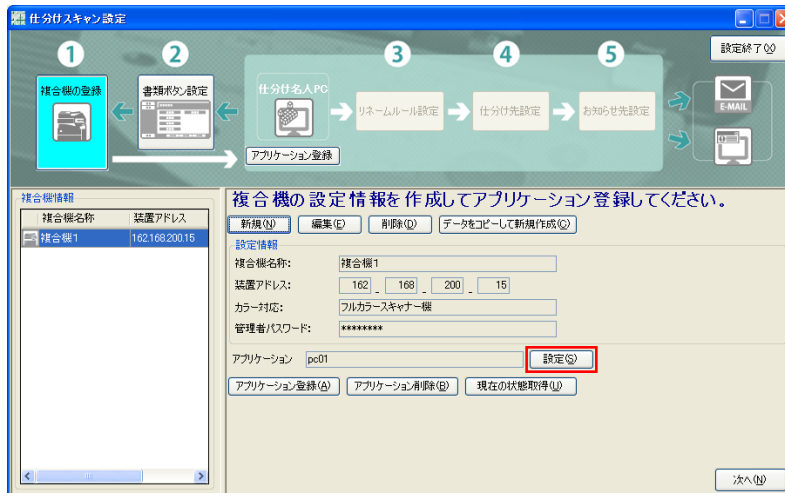 仕分けスキャン設定
設定終了(X)
1 2 3 4 5
複合機の登録
書類ボタン設定
仕分け名人PC
リネームルール設定
仕分け先設定
お知らせ先設定
E-MAIL
アプリケーション登録
複合機情報
複合機名称 装置アドレス
複合機1 162.168.200.15
複合機の設定情報を作成してアプリケーション登録してください。
新規(N) 編集(E) 削除(D) データをコピーして新規作成(C)
設定情報
複合機名称: 複合機1
装置アドレス: 162 . 168 . 200 . 15
カラー対応: フルカラースキャナー機
管理者パスワード: ********
アプリケーション pc01 設定(S)
アプリケーション登録(A) アプリケーション削除(B) 現在の状態取得(U)
次へ(N)